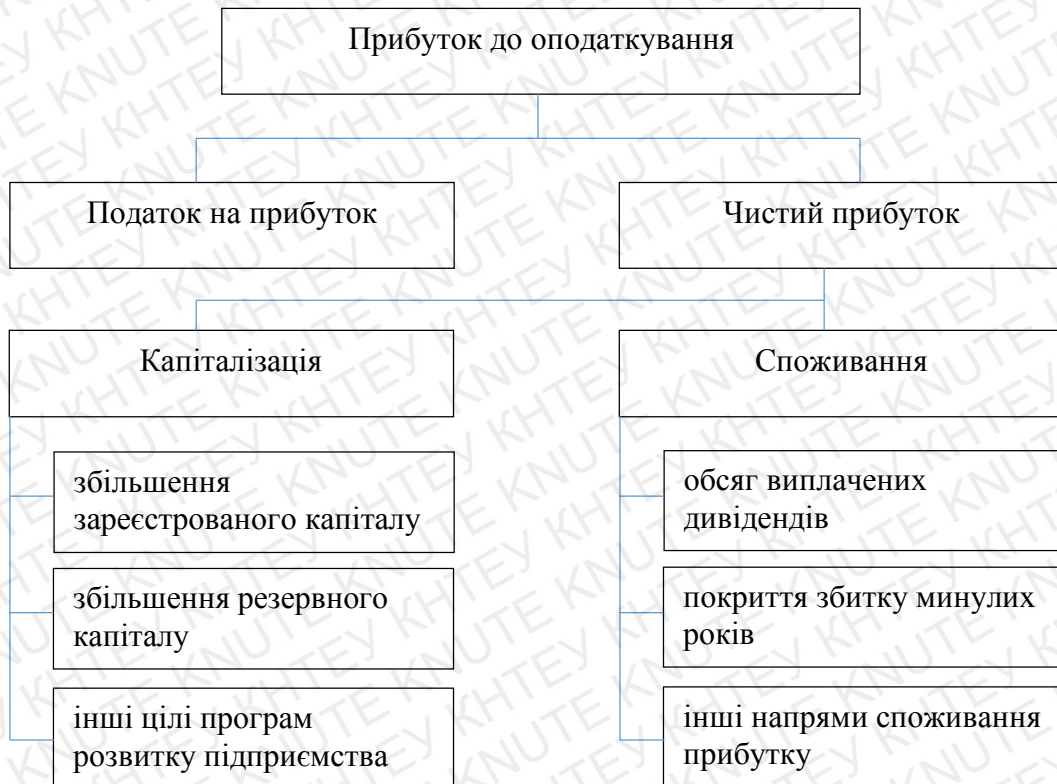 Прибуток до оподаткування
Податок на прибуток
Чистий прибуток
Капіталізація
Споживання
збільшення
зареєстрованого капіталу
обсяг виплачених
дивідендів
збільшення резервного
капіталу
покриття збитку минулих
років
інші цілі програм
розвитку підприємства
інші напрями споживання
прибутку